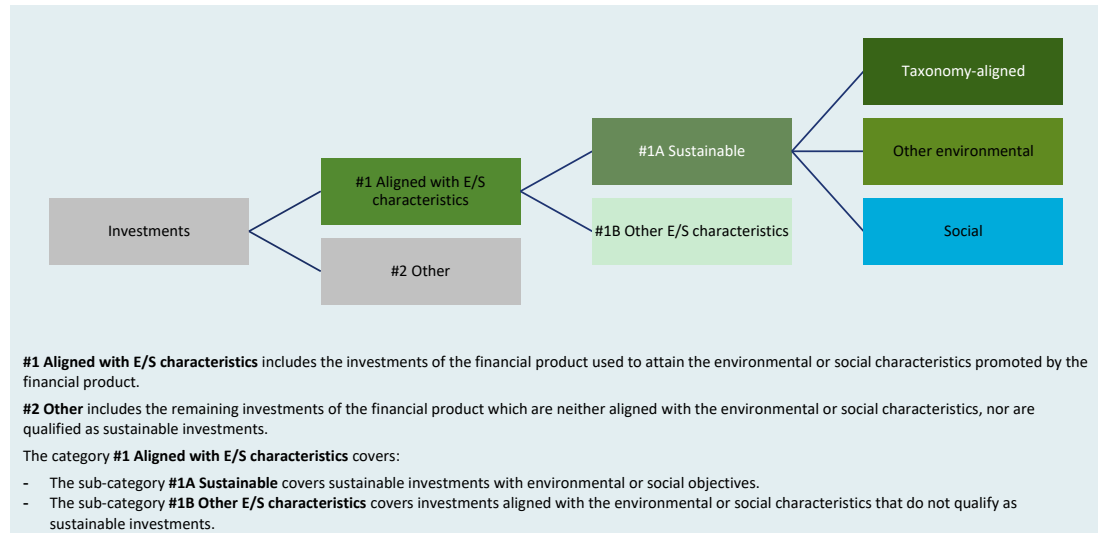 Taxonomy-aligned
#1A Sustainable
Other environmental
#1 Aligned with E/S
characteristics
Investments
#1B Other E/S characteristics
Social
#2 Other
#1 Aligned with E/S characteristics includes the investments of the financial product used to attain the environmental or social characteristics promoted by the
financial product.
#2 Other includes the remaining investments of the financial product which are neither aligned with the environmental or social characteristics, nor are
qualified as sustainable investments.
The category #1 Aligned with E/S characteristics covers:
- The sub-category #1A Sustainable covers sustainable investments with environmental or social objectives.
- The sub-category #1B Other E/S characteristics covers investments aligned with the environmental or social characteristics that do not qualify as
sustainable investments.